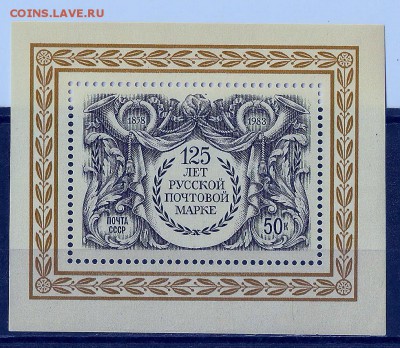 COINS.LAVE.RU
1858 1983
125
ЛЕТ
РУССКОЙ
ПОЧТОВОЙ
МАРКЕ
ПОЧТА
СССР
50к